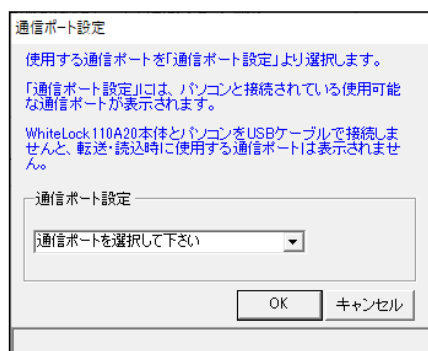 通信ポート設定
使用する通信ポートを「通信ポート設定」より選択します。
「通信ポート設定」には、パソコンと接続されている使用可能
な通信ポートが表示されます。
WhiteLock110A20本体とパソコンをUSBケーブルで接続しま
せんと、転送・読込時に使用する通信ポートは表示されませ
ん。
通信ポート設定
通信ポートを選択して下さい
OK キャンセル